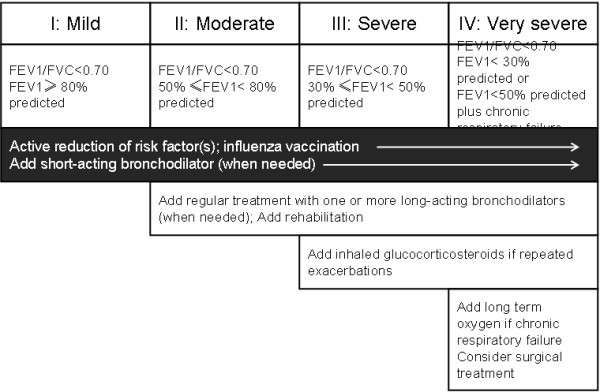 I: Mild
II: Moderate
III: Severe
IV: Very severe
FEV1/FVC<0.70
FEV1⩾ 80%
predicted
FEV1/FVC<0.70
50% ⩽FEV1< 80%
predicted
FEV1/FVC<0.70
30% ⩽FEV1< 50%
predicted
FEV1/FVC<0.70
FEV1< 30%
predicted or
FEV1<50% predicted
plus chronic
respiratory failure
Active reduction of risk factor(s); influenza vaccination
Add short-acting bronchodilator (when needed)
Add regular treatment with one or more long-acting bronchodilators
(when needed); Add rehabilitation
Add inhaled glucocorticosteroids if repeated
exacerbations
Add long term
oxygen if chronic
respiratory failure
Consider surgical
treatment